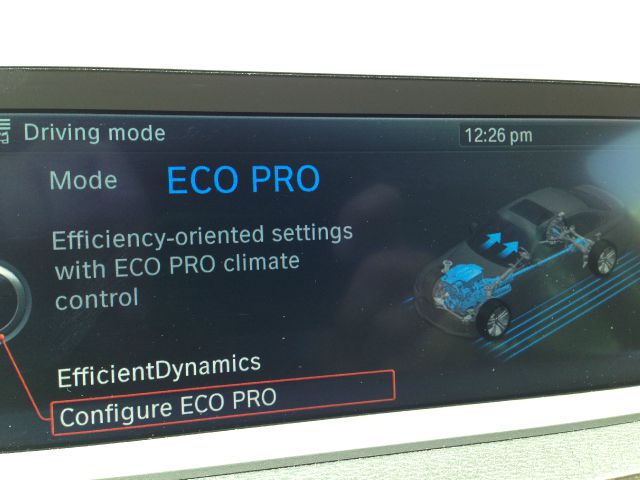 Driving mode 12:26 pm
Mode ECO PRO
Efficiency-oriented settings
with ECO PRO climate
control
EfficientDynamics
Configure ECO PRO